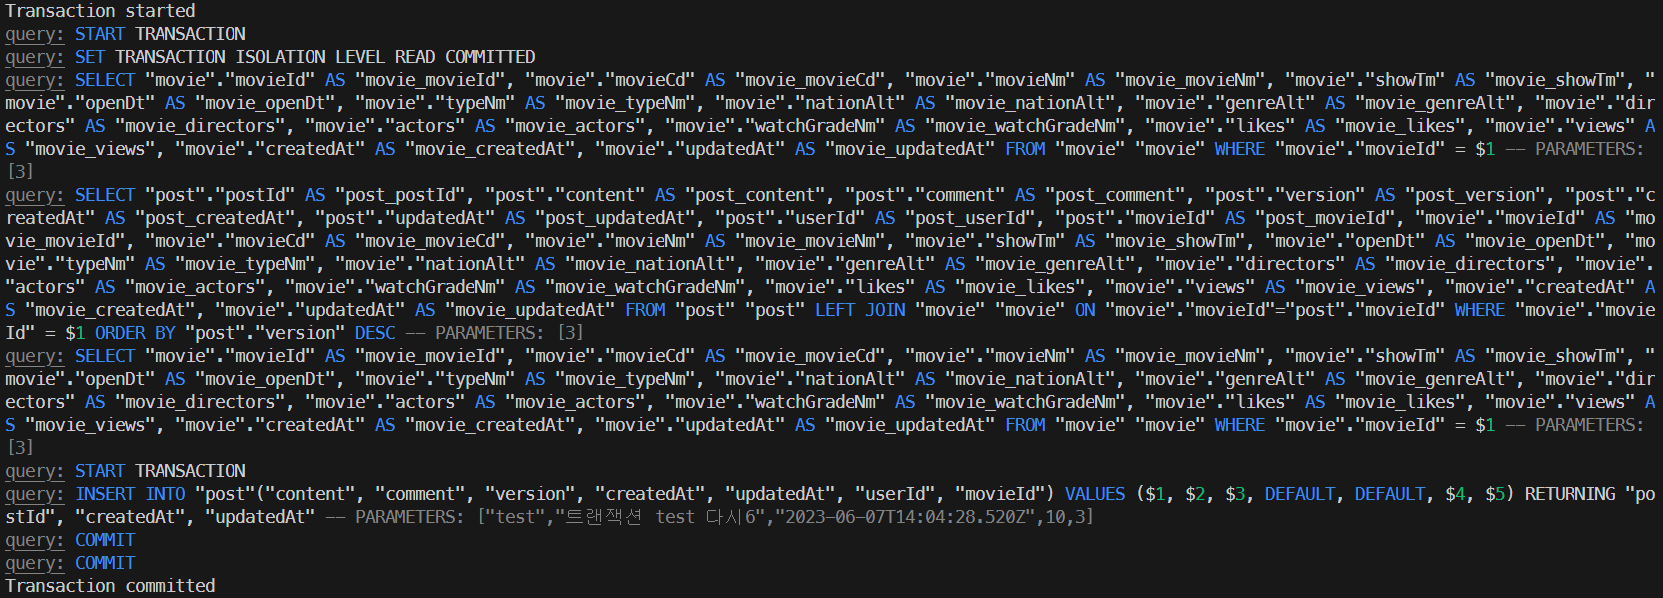 Transaction started
query: START TRANSACTION
query: SET TRANSACTION ISOLATION LEVEL READ COMMITTED
query: SELECT "movie"."movieId" AS "movie_movieId", "movie"."movieCd" AS "movie_movieCd", "movie"."movieNm" AS "movie_movieNm", "movie"."showTm" AS "movie_showTm", "
movie"."openDt" AS "movie_openDt", "movie"."typeNm" AS "movie_typeNm", "movie"."nationAlt" AS "movie_nationAlt", "movie"."genreAlt" AS "movie_genreAlt", "movie"."dir
ectors" AS "movie_directors", "movie"."actors" AS "movie_actors", "movie"."watchGradeNm" AS "movie_watchGradeNm", "movie"."likes" AS "movie_likes", "movie"."views" A
S "movie_views", "movie"."createdAt" AS "movie_createdAt", "movie"."updatedAt" AS "movie_updatedAt" FROM "movie" "movie" WHERE "movie"."movieId" = $1 -- PARAMETERS:
[3]
query: SELECT "post"."postId" AS "post_postId", "post"."content" AS "post_content", "post"."comment" AS "post_comment", "post"."version" AS "post_version", "post"."c
reatedAt" AS "post_createdAt", "post"."updatedAt" AS "post_updatedAt", "post"."userId" AS "post_userId", "post"."movieId" AS "post_movieId", "movie"."movieId" AS "mo
vie_movieId", "movie"."movieCd" AS "movie_movieCd", "movie"."movieNm" AS "movie_movieNm", "movie"."showTm" AS "movie_showTm", "movie"."openDt" AS "movie_openDt", "mo
vie"."typeNm" AS "movie_typeNm", "movie"."nationAlt" AS "movie_nationAlt", "movie"."genreAlt" AS "movie_genreAlt", "movie"."directors" AS "movie_directors", "movie".
"actors" AS "movie_actors", "movie"."watchGradeNm" AS "movie_watchGradeNm", "movie"."likes" AS "movie_likes", "movie"."views" AS "movie_views", "movie"."createdAt" A
S "movie_createdAt", "movie"."updatedAt" AS "movie_updatedAt" FROM "post" "post" LEFT JOIN "movie" "movie" ON "movie"."movieId"="post"."movieId" WHERE "movie"."movie
Id" = $1 ORDER BY "post"."version" DESC -- PARAMETERS: [3]
query: SELECT "movie"."movieId" AS "movie_movieId", "movie"."movieCd" AS "movie_movieCd", "movie"."movieNm" AS "movie_movieNm", "movie"."showTm" AS "movie_showTm", "
movie"."openDt" AS "movie_openDt", "movie"."typeNm" AS "movie_typeNm", "movie"."nationAlt" AS "movie_nationAlt", "movie"."genreAlt" AS "movie_genreAlt", "movie"."dir
ectors" AS "movie_directors", "movie"."actors" AS "movie_actors", "movie"."watchGradeNm" AS "movie_watchGradeNm", "movie"."likes" AS "movie_likes", "movie"."views" A
S "movie_views", "movie"."createdAt" AS "movie_createdAt", "movie"."updatedAt" AS "movie_updatedAt" FROM "movie" "movie" WHERE "movie"."movieId" = $1 -- PARAMETERS:
[3]
query: START TRANSACTION
query: INSERT INTO "post"("content", "comment", "version", "createdAt", "updatedAt", "userId", "movieId") VALUES ($1, $2, $3, DEFAULT, DEFAULT, $4, $5) RETURNING "po
stId", "createdAt", "updatedAt" -- PARAMETERS: ["test","트랜잭션 test 다시6","2023-06-07T14:04:28.520Z",10,3]
query: COMMIT
query: COMMIT
Transaction committed